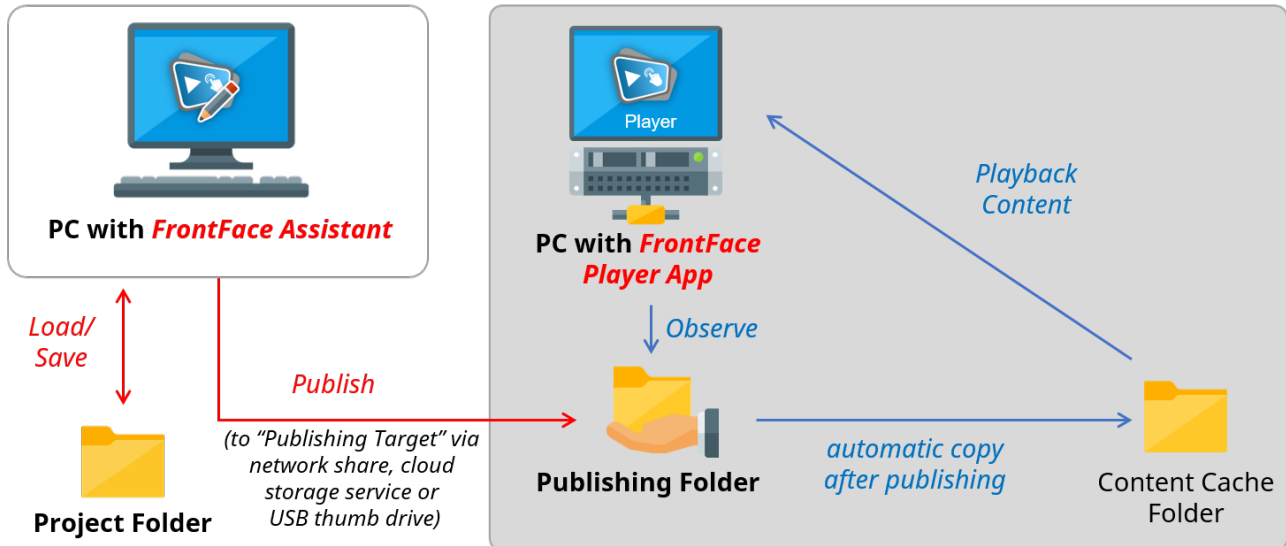 PC with FrontFace Assistant
Load/
Save
Project Folder
Publish
(to “Publishing Target” via
network share, cloud
storage service or
USB thumb drive)
Player
PC with FrontFace
Player App
Observe
Publishing Folder
automatic copy
after publishing
Playback
Content
Content Cache
Folder